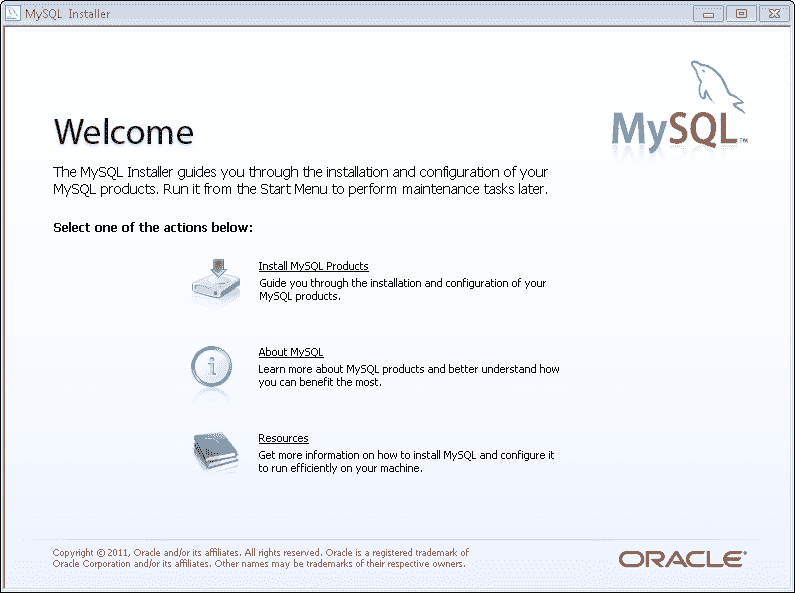 MySQL Installer
MySQL™
Welcome
The MySQL Installer guides you through the installation and configuration of your
MySQL products. Run it from the Start Menu to perform maintenance tasks later.
Select one of the actions below:
Install MySQL Products
Guide you through the installation and configuration of your
MySQL products.
About MySQL
Learn more about MySQL products and better understand how
you can benefit the most.
Resources
Get more information on how to install MySQL and configure it
to run efficiently on your machine.
Copyright © 2011, Oracle and/or its affiliates. All rights reserved. Oracle is a registered trademark of
Oracle Corporation and/or its affiliates. Other names may be trademarks of their respective owners.
ORACLE®